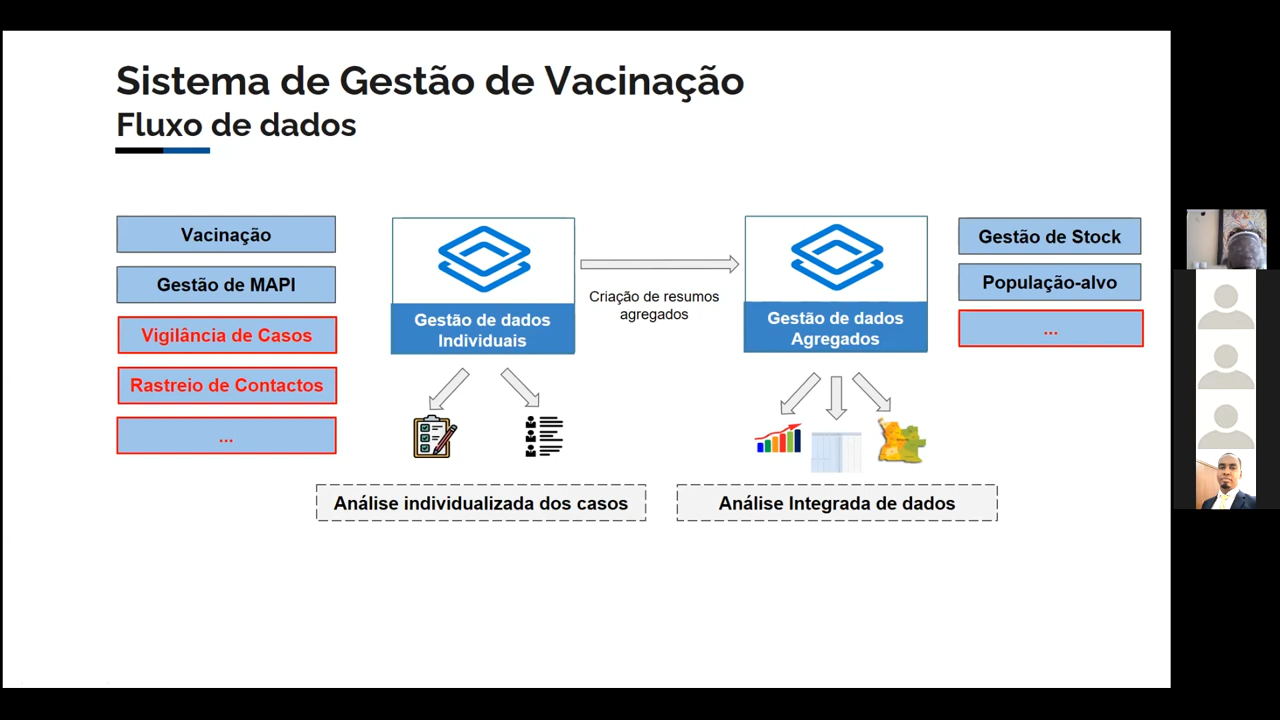 Sistema de Gestão de Vacinação
Fluxo de dados
Vacinação
Gestão de MAPI
Vigilância de Casos
Rastreio de Contactos
...
Gestão de dados
Individuais
Criação de resumos
agregados
Gestão de dados
Agregados
Gestão de Stock
População-alvo
...
Análise individualizada dos casos
Análise Integrada de dados